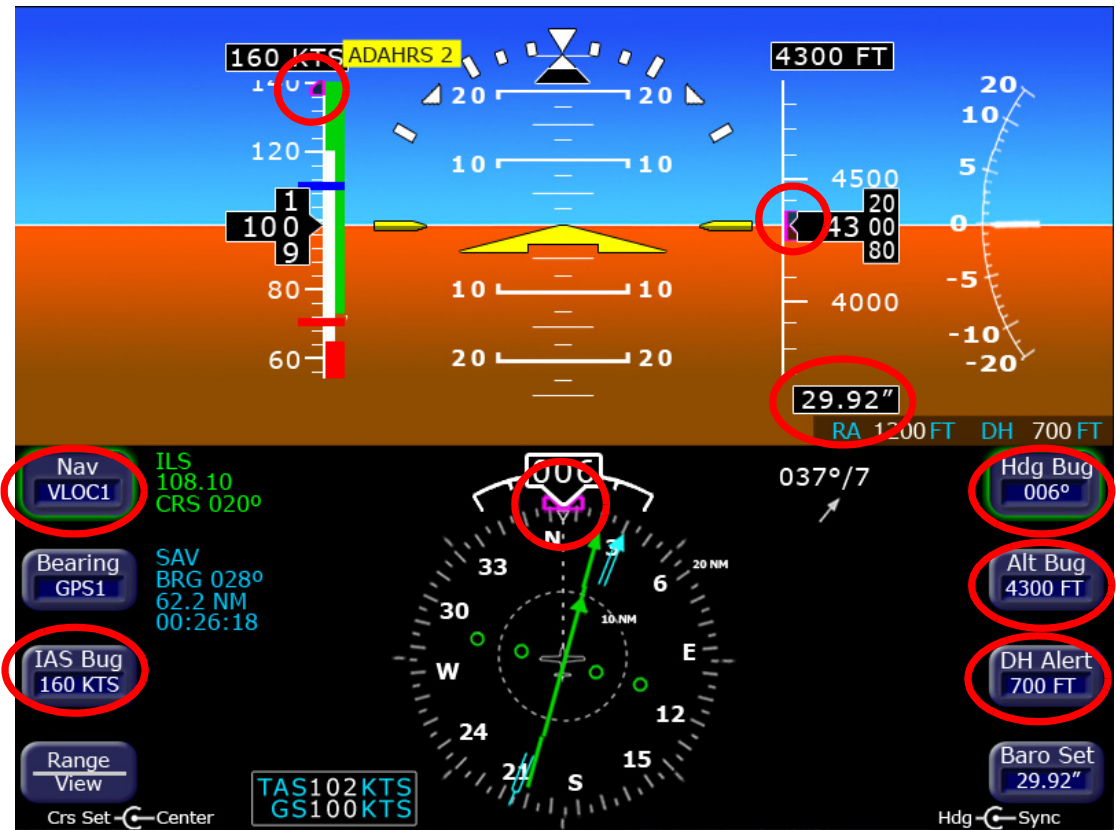 160 KTS
ADAHRS 2
4300 FT
120
100
1
9
80
60
20 20
10 10
10 10
20 20
4500
20
43 00
80
4000
20
10
5
0
-5
-10
-20
29.92"
RA 1200 FT DH 700 FT
Nav
VLOC1
ILS
108.10
CRS 020º
Bearing
GPS1
SAV
BRG 028º
62.2 NM
00:26:18
IAS Bug
160 KTS
Range
View
Crs Set
Center
TAS102KTS
GS100KTS
006
037°/7
N
3
6
E
12
15
S
21
24
W
30
33
20 NM
10 NM
Hdg Bug
006º
Alt Bug
4300 FT
DH Alert
700 FT
Baro Set
29.92"
Hdg
Sync